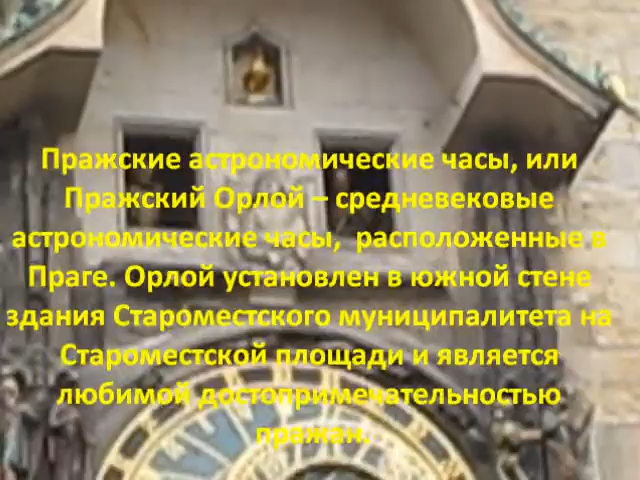 Пражские астрономические часы, или
Пражский Орлой – средневековые
астрономические часы,  расположенные в
Праге. Орлой установлен в южной стене
здания Староместского муниципалитета на
Староместской площади и является
любимой достопримечательностью
пражан.